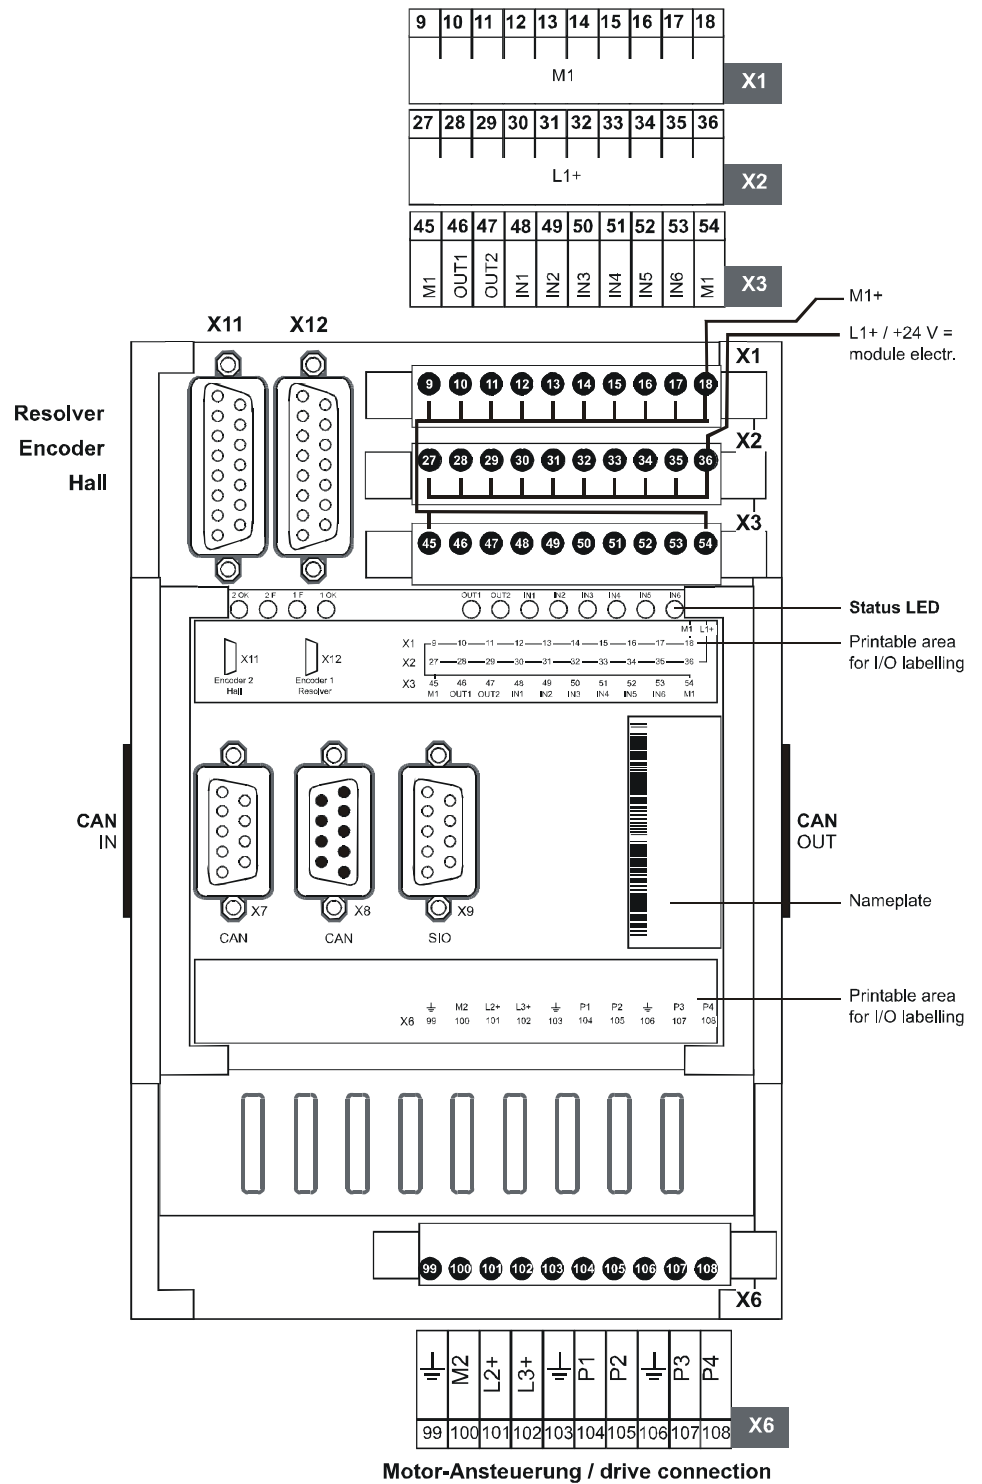 9 10 11 12 13 14 15 16 17 18
M1
X1
27 28 29 30 31 32 33 34 35 36
L1+
X2
45 46 47 48 49 50 51 52 53 54
M1 OUT1 OUT2 IN1 IN2 IN3 IN4 IN5 IN6 M1
X3
M1+
L1+ / +24 V =
module electr.
X11 X12
X1
9 10 11 12 13 14 15 16 17 18
Resolver
Encoder
Hall
X2
27 28 29 30 31 32 33 34 35 36
X3
45 46 47 48 49 50 51 52 53 54
2 OK 2 F 1 F 1 OK
OUT1 OUT2 IN1 IN2 IN3 IN4 IN5 IN6
Status LED
M1 L1+
X1 9 10 11 12 13 14 15 16 17 18
X2 27 28 29 30 31 32 33 34 35 36
X3 45 46 47 48 49 50 51 52 53 54
M1 OUT1 OUT2 IN1 IN2 IN3 IN4 IN5 IN6 M1
X11
Encoder 2
Hall
X12
Encoder 1
Resolver
Printable area
for I/O labelling
CAN
IN
CAN
OUT
X7
CAN
X8
CAN
X9
SIO
Nameplate
M2 L2+ L3+ P1 P2 P3 P4
X6 99 100 101 102 103 104 105 106 107 108
Printable area
for I/O labelling
99 100 101 102 103 104 105 106 107 108
X6
M2 L2+ L3+ P1 P2 P3 P4
99 100 101 102 103 104 105 106 107 108
X6
Motor-Ansteuerung / drive connection